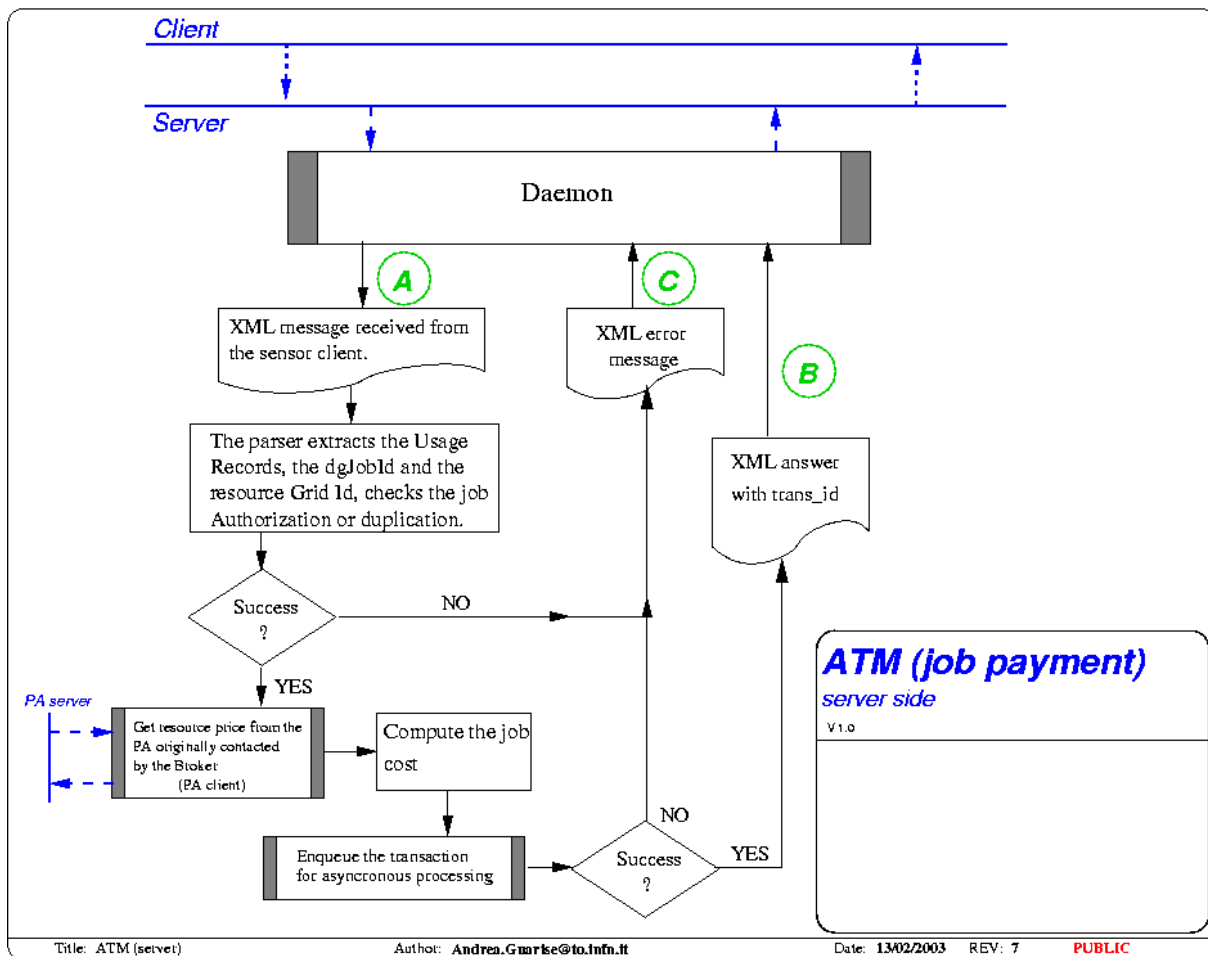 Client
Server
Daemon
A
C
B
XML message received from
the sensor client.
XML error
message
The parser extracts the Usage
Records, the dgJobId and the
resource Grid Id, checks the job
Authorization or duplication.
XML answer
with trans_id
Success
?
NO
YES
PA server
Get resource price from the
PA originally contacted
by the Broker
(PA client)
Compute the job
cost
Enqueue the transaction
for asyncronous processing
Success
?
NO
YES
ATM (job payment)
server side
V 1.0
Title: ATM (server)
Author: Andrea.Guarise@to.infn.it
Date: 13/02/2003 REV: 7 PUBLIC